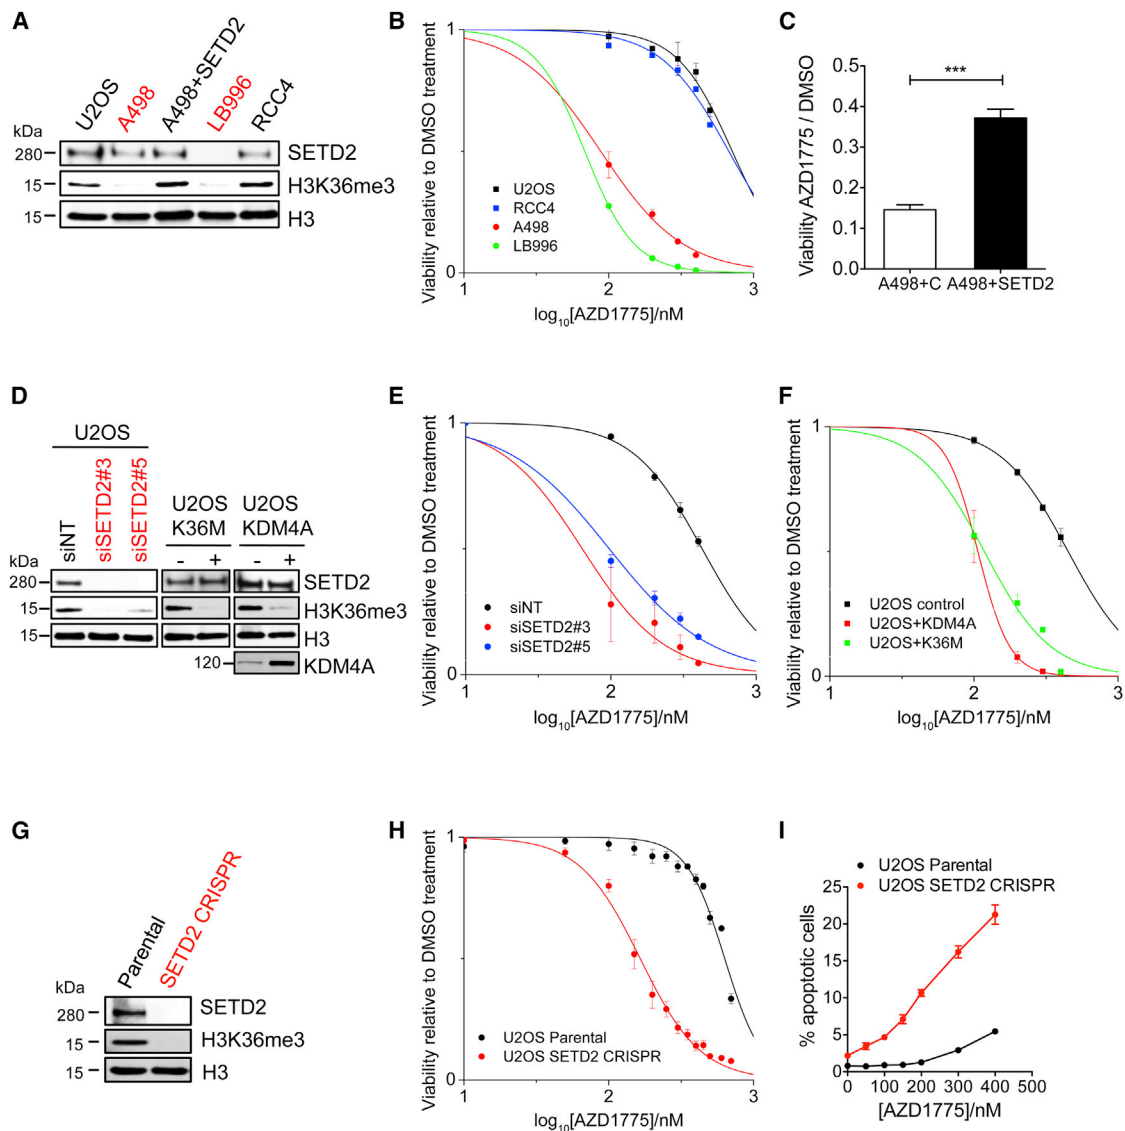 A
U2OS
A498
A498+SETD2
LB996
RCC4
kDa
280
SETD2
15
H3K36me3
15
H3
B
Viability relative to DMSO treatment
1
0
U2OS
RCC4
A498
LB996
1
2
3
log10[AZD1775]/nM
C
Viability AZD1775 / DMSO
0.5
0.4
0.3
0.2
0.1
0.0
***
A498+C
A498+SETD2
D
U2OS
siNT
siSETD2#3
siSETD2#5
U2OS
K36M
- +
U2OS
KDM4A
- +
kDa
280
SETD2
15
H3K36me3
15
H3
120
KDM4A
E
Viability relative to DMSO treatment
1
0
siNT
siSETD2#3
siSETD2#5
1
2
3
log10[AZD1775]/nM
F
Viability relative to DMSO treatment
1
0
U2OS control
U2OS+KDM4A
U2OS+K36M
1
2
3
log10[AZD1775]/nM
G
Parental
SETD2 CRISPR
kDa
280
SETD2
15
H3K36me3
15
H3
H
Viability relative to DMSO treatment
1
0
U2OS Parental
U2OS SETD2 CRISPR
1
2
3
log10[AZD1775]/nM
I
U2OS Parental
U2OS SETD2 CRISPR
% apoptotic cells
25
20
15
10
5
0
0 100 200 300 400 500
[AZD1775]/nM